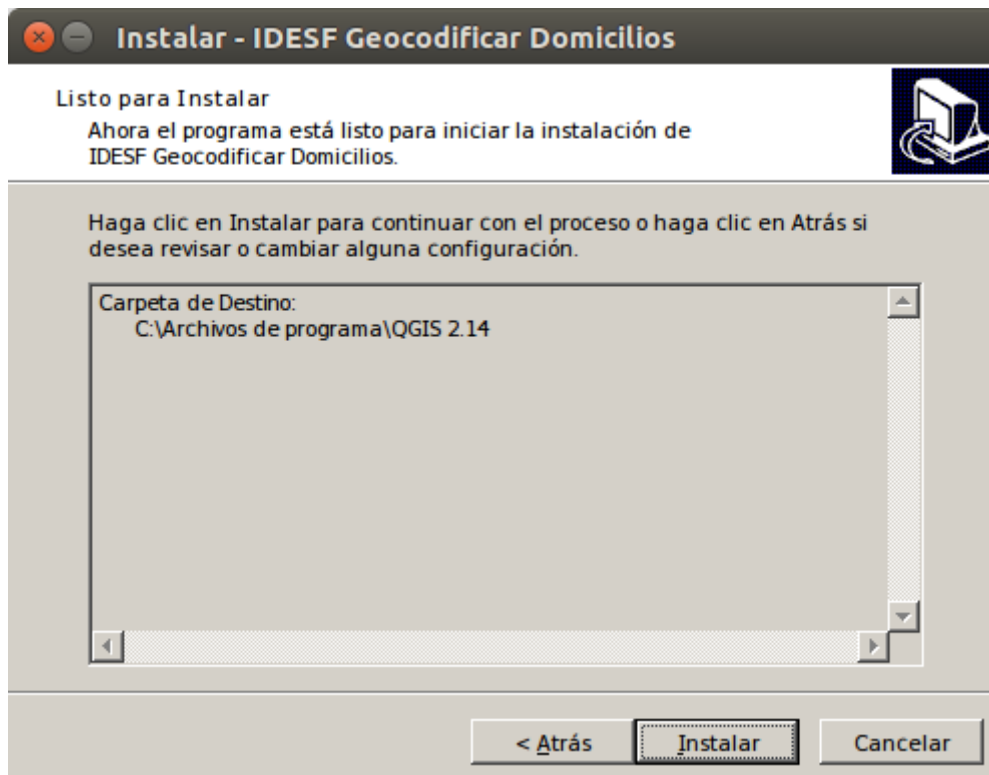 Instalar - IDESF Geocodificar Domicilios
Listo para Instalar
Ahora el programa está listo para iniciar la instalación de
IDESF Geocodificar Domicilios.
Haga clic en Instalar para continuar con el proceso o haga clic en Atrás si
desea revisar o cambiar alguna configuración.
Carpeta de Destino:
C:\Archivos de programa\QGIS 2.14
< Atrás
Instalar
Cancelar